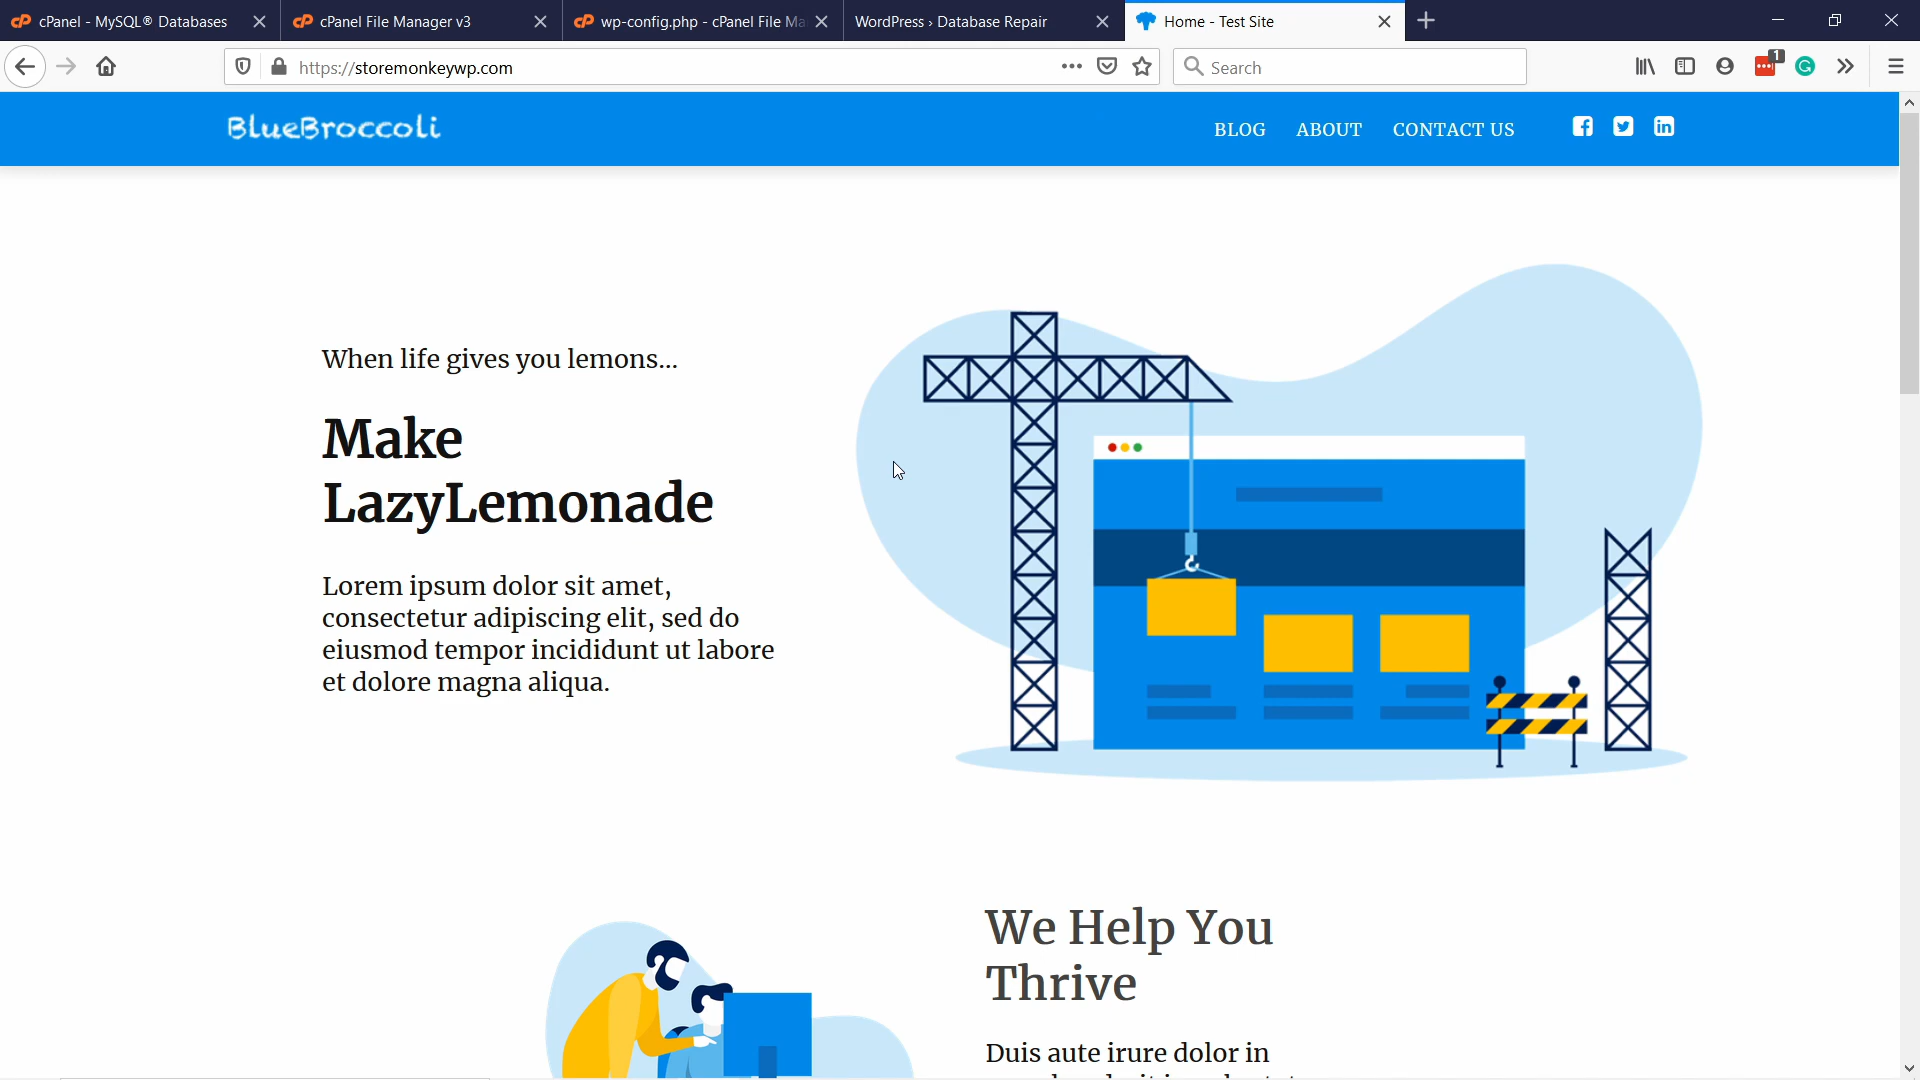 cPanel - MySQL® Databases
cPanel File Manager v3
wp-config.php - cPanel File Ma
WordPress › Database Repair
Home - Test Site
https://storemonkeywp.com
Search
1
BlueBroccoli
BLOG
ABOUT
CONTACT US
When life gives you lemons...
Make
LazyLemonade
Lorem ipsum dolor sit amet,
consectetur adipiscing elit, sed do
eiusmod tempor incididunt ut labore
et dolore magna aliqua.
We Help You
Thrive
Duis aute irure dolor in